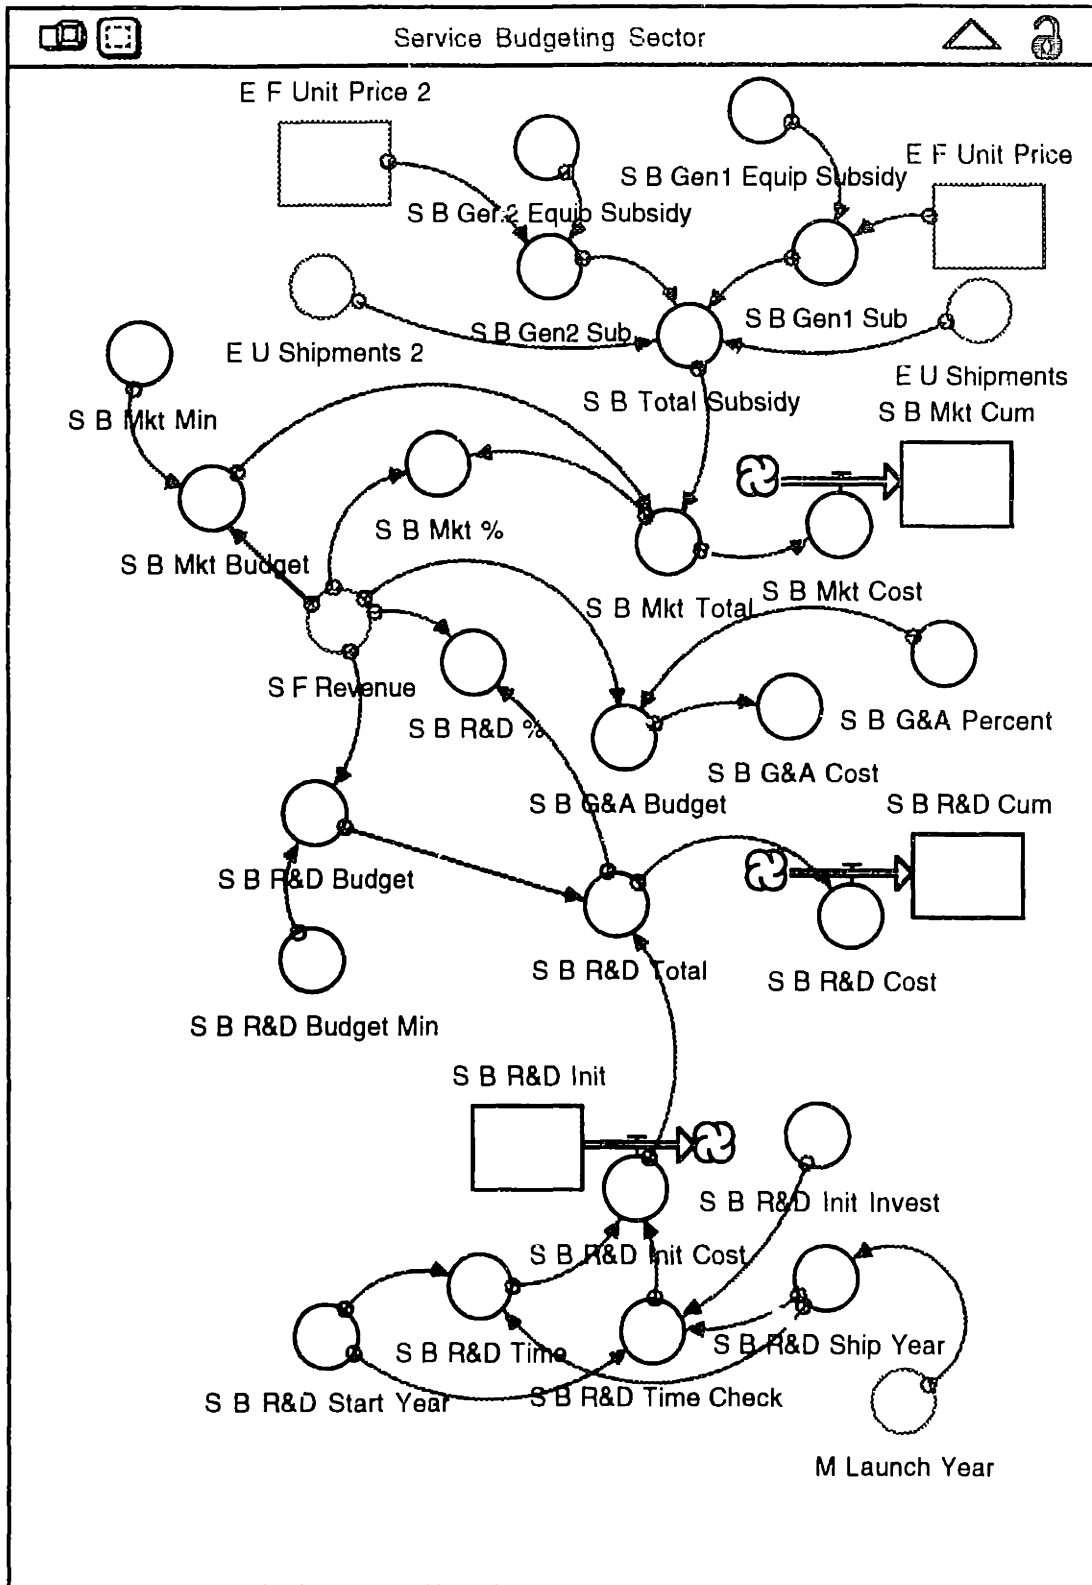 Service Budgeting Sector
E F Unit Price 2
E F Unit Price
S B Gen1 Equip Subsidy
S B Gen2 Equip Subsidy
S B Gen1 Sub
S B Gen2 Sub
E U Shipments 2
E U Shipments
S B Total Subsidy
S B Mkt Cum
S B Mkt Min
S B Mkt %
S B Mkt Budget
S B Mkt Cost
S B Mkt Total
S F Revenue
S B G&A Percent
S B R&D %
S B G&A Cost
S B G&A Budget
S B R&D Cum
S B R&D Budget
S B R&D Total
S B R&D Cost
S B R&D Budget Min
S B R&D Init
S B R&D Init Invest
S B R&D Init Cost
S B R&D Ship Year
S B R&D Time
S B R&D Start Year
S B R&D Time Check
M Launch Year